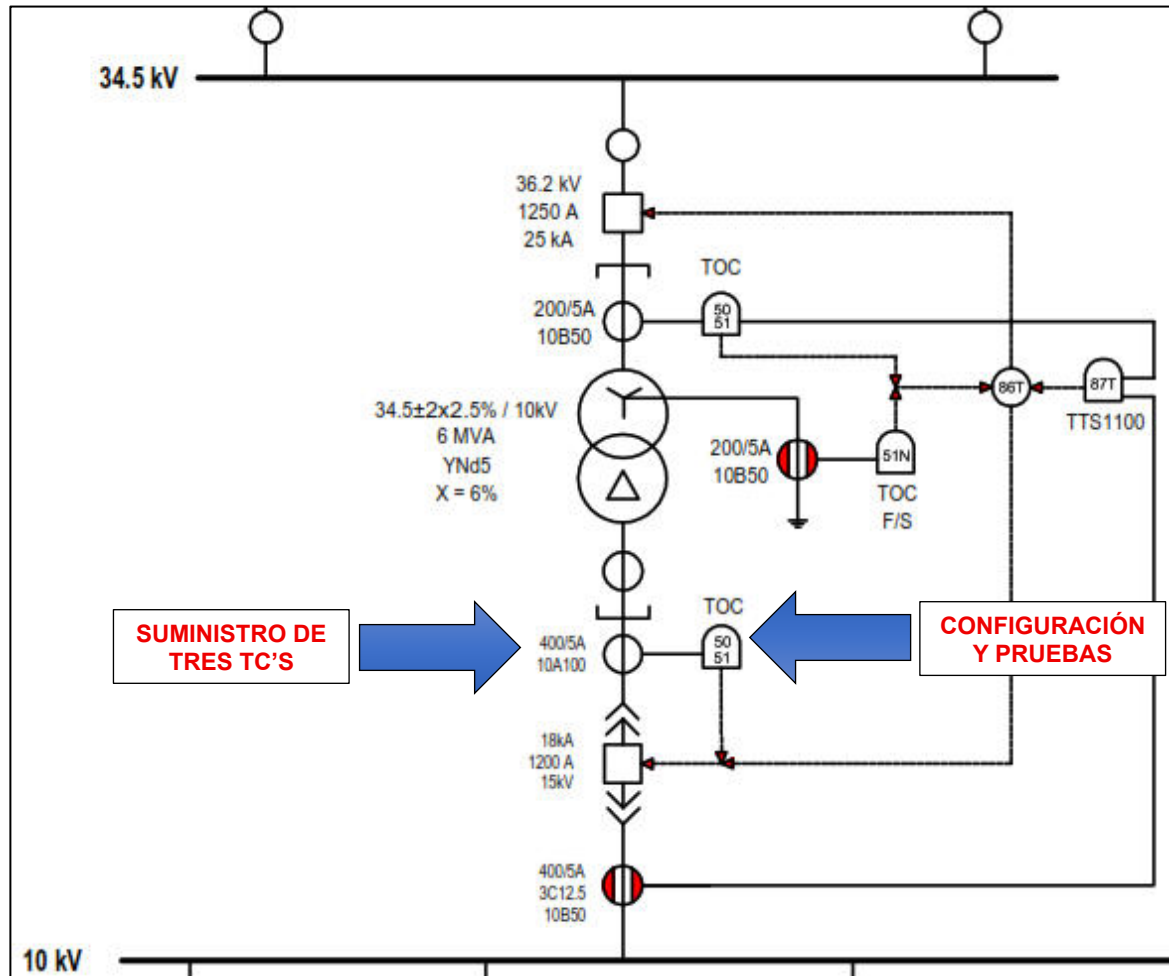 34.5 kV
36.2 kV
1250 A
25 kA
TOC
50
51
200/5A
10B50
86T
87T
TTS1100
34.5±2x2.5% / 10kV
6 MVA
YNd5
X = 6%
200/5A
10B50
51N
TOC
F/S
SUMINISTRO DE
TRES TC'S
400/5A
10A100
TOC
50
51
CONFIGURACIÓN
Y PRUEBAS
18kA
1200 A
15kV
400/5A
3C12.5
10B50
10 kV